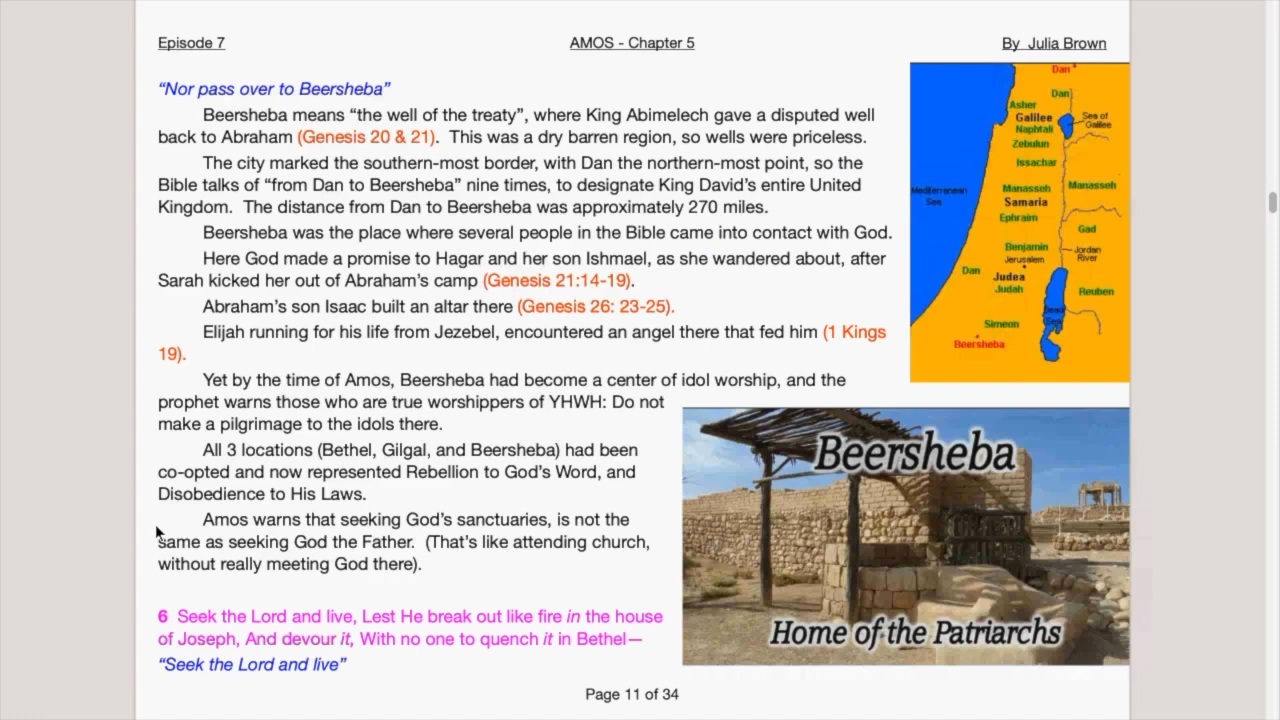 Episode 7
AMOS - Chapter 5
By Julia Brown
“Nor pass over to Beersheba”
Beersheba means “the well of the treaty”, where King Abimelech gave a disputed well
back to Abraham (Genesis 20 & 21). This was a dry barren region, so wells were priceless.
The city marked the southern-most border, with Dan the northern-most point, so the
Bible talks of “from Dan to Beersheba” nine times, to designate King David’s entire United
Kingdom. The distance from Dan to Beersheba was approximately 270 miles.
Beersheba was the place where several people in the Bible came into contact with God.
Here God made a promise to Hagar and her son Ishmael, as she wandered about, after
Sarah kicked her out of Abraham’s camp (Genesis 21:14-19).
Abraham’s son Isaac built an altar there (Genesis 26: 23-25).
Elijah running for his life from Jezebel, encountered an angel there that fed him (1 Kings
19).
Yet by the time of Amos, Beersheba had become a center of idol worship, and the
prophet warns those who are true worshippers of YHWH: Do not
make a pilgrimage to the idols there.
All 3 locations (Bethel, Gilgal, and Beersheba) had been
co-opted and now represented Rebellion to God’s Word, and
Disobedience to His Laws.
Amos warns that seeking God’s sanctuaries, is not the
same as seeking God the Father. (That’s like attending church,
without really meeting God there).
6 Seek the Lord and live, Lest He break out like fire in the house
of Joseph, And devour it, With no one to quench it in Bethel—
“Seek the Lord and live”
Dan
Dan
Asher
Galilee
Sea of
Galilee
Naphtali
Zebulun
Issachar
Mediterranean
Sea
Manasseh
Manasseh
Samaria
Ephraim
Gad
Benjamin
Jerusalem
Jordan
River
Dan
Judea
Judah
Reuben
Dead
Sea
Simeon
Beersheba
Beersheba
Home of the Patriarchs
Page 11 of 34